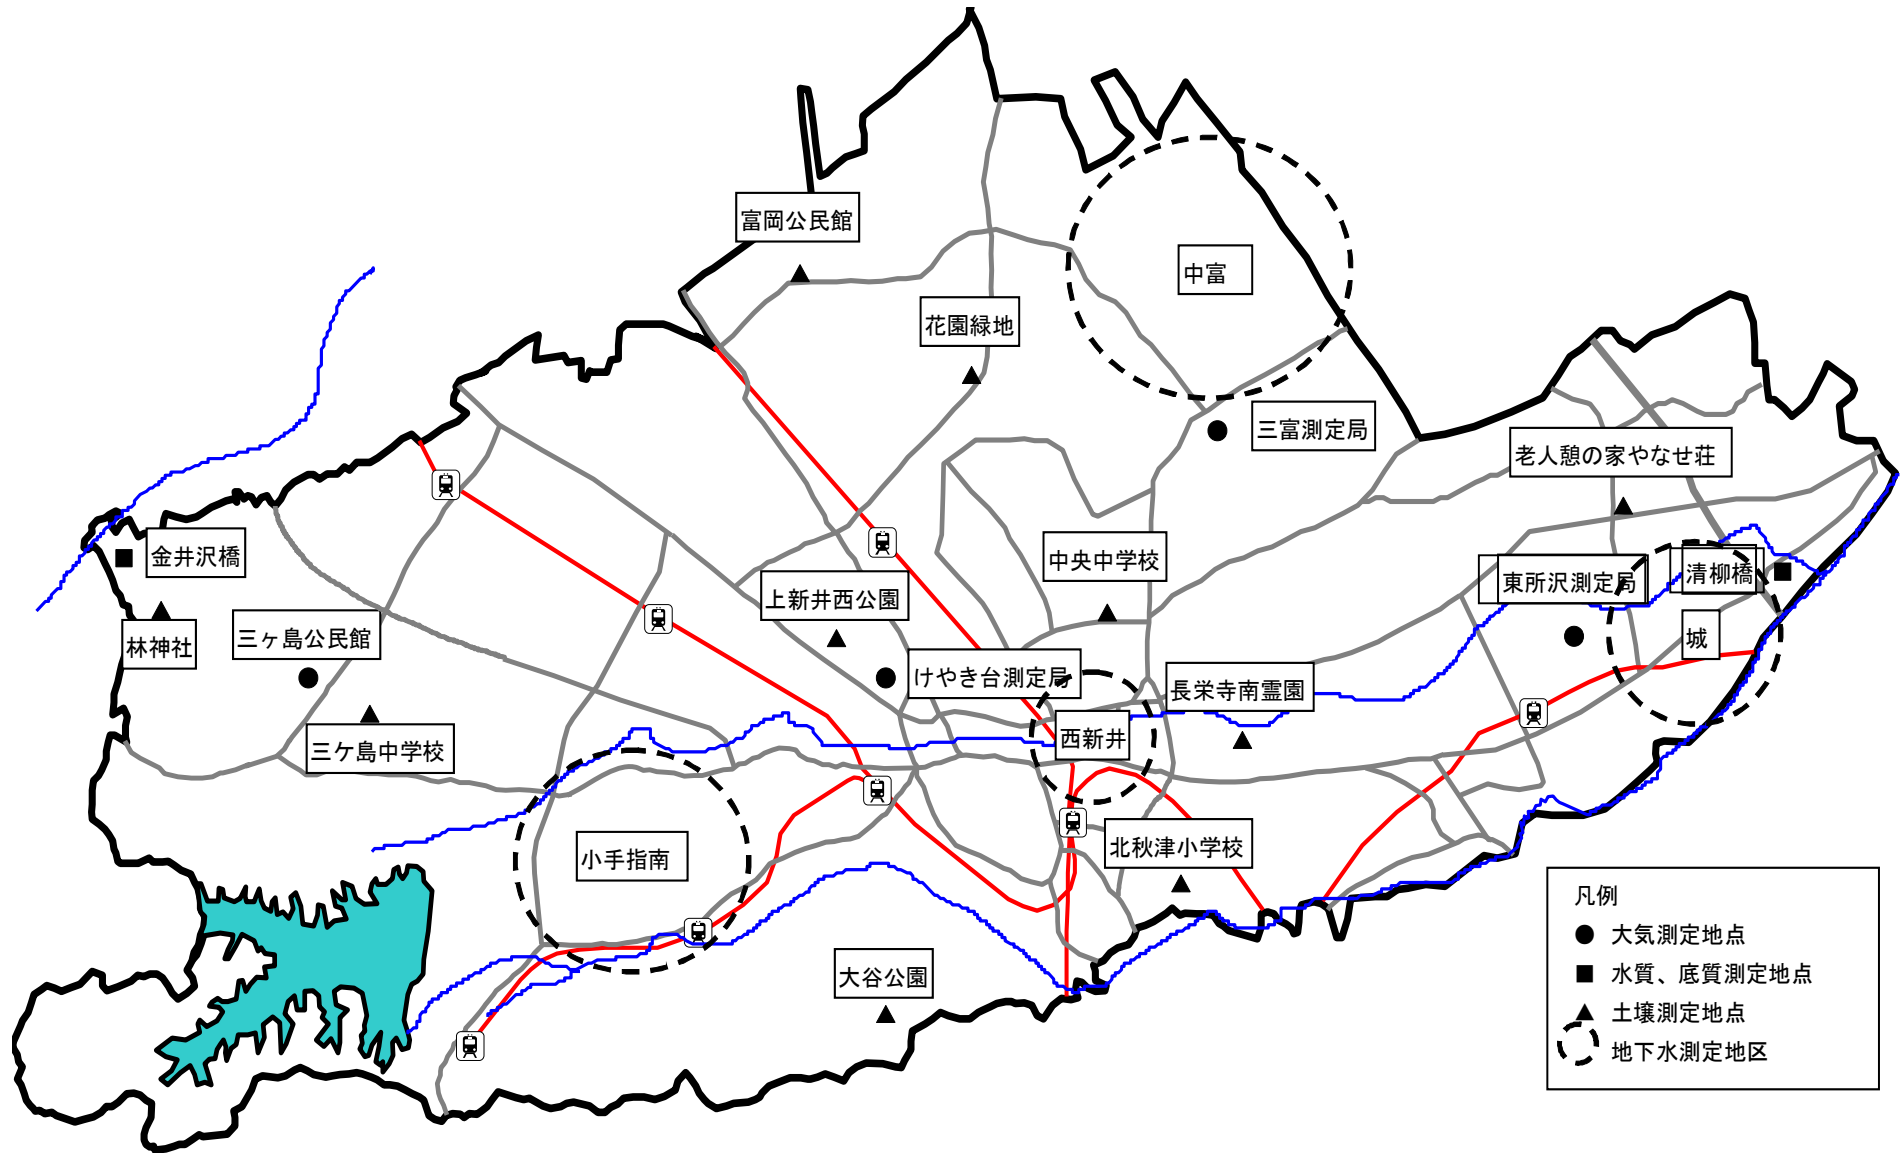 富岡公民館
中富
花園緑地
三富測定局
老人憩の家やなせ荘
金井沢橋
中央中学校
東所沢測定局
清柳橋
上新井西公園
林神社
三ヶ島公民館
城
けやき台測定局
長栄寺南霊園
三ケ島中学校
西新井
小手指南
北秋津小学校
大谷公園
凡例
大気測定地点
水質、底質測定地点
土壌測定地点
地下水測定地区